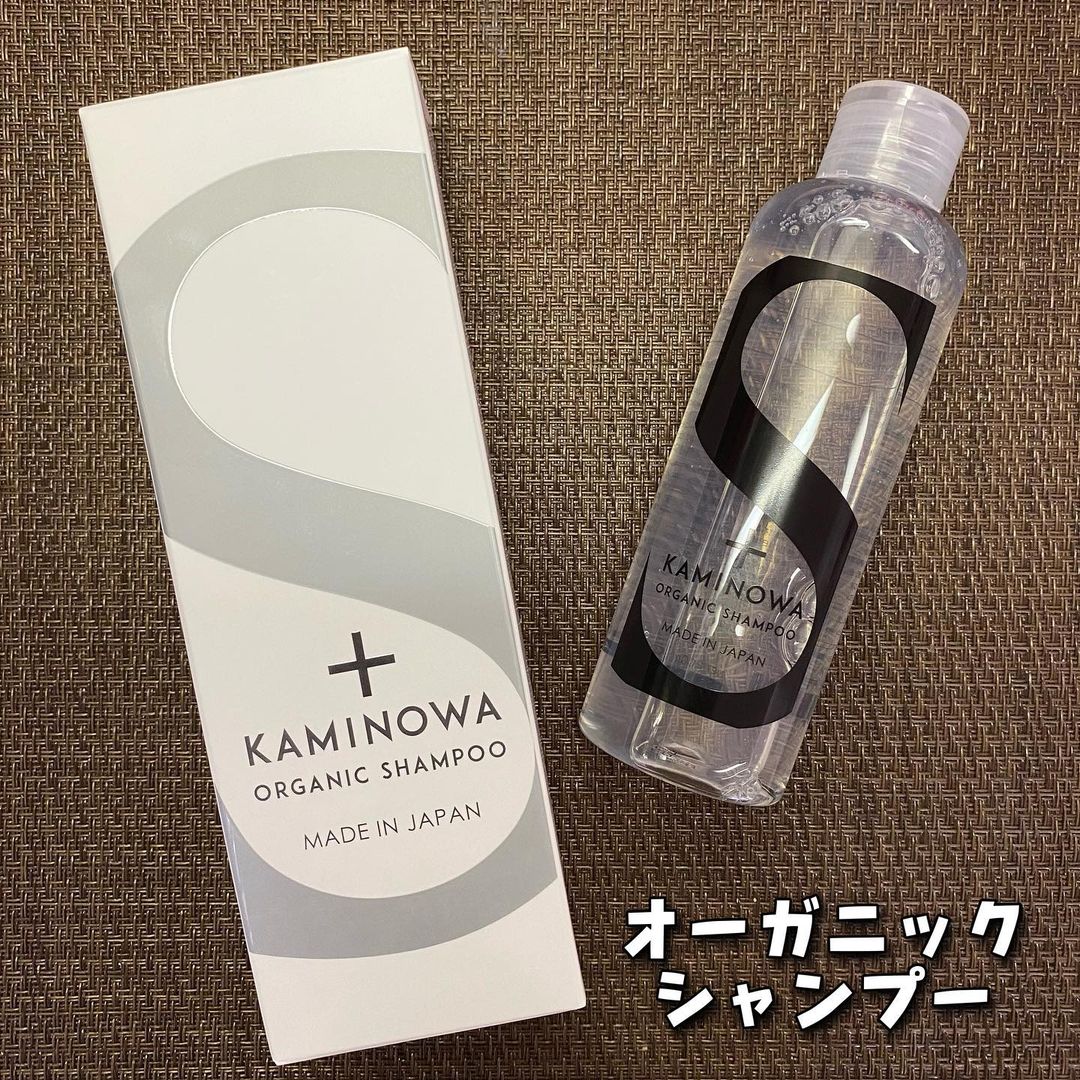 +
KAMINOWA
ORGANIC SHAMPOO
MADE IN JAPAN
+
KAMINOWA
ORGANIC SHAMPOO
MADE IN JAPAN
オーガニック
シャンプー